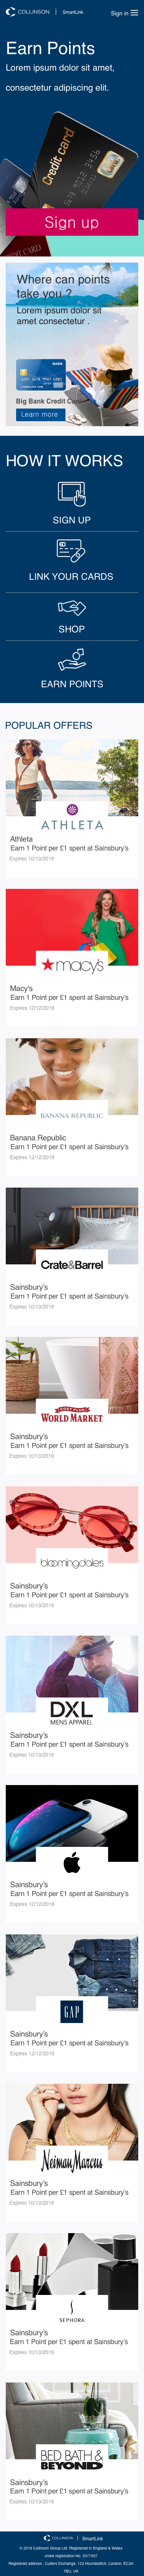 COLLINSON | SmartLink
Sign in
Earn Points
Lorem ipsum dolor sit amet,
consectetur adipiscing elit.
Credit card
Sign up
Where can points
take you ?
Lorem ipsum dolor sit
amet consectetur .
BANK
Big Bank Credit Card
Learn more
HOW IT WORKS
SIGN UP
LINK YOUR CARDS
SHOP
EARN POINTS
POPULAR OFFERS
ATHLETA
Athleta
Earn 1 Point per £1 spent at Sainsbury's
Expires 10/13/2019
macy's
Macy's
Earn 1 Point per £1 spent at Sainsbury's
Expires 12/12/2019
BANANA REPUBLIC
Banana Republic
Earn 1 Point per £1 spent at Sainsbury's
Expires 12/12/2019
Crate&Barrel
Sainsbury's
Earn 1 Point per £1 spent at Sainsbury's
Expires 10/13/2019
WORLD MARKET
Sainsbury's
Earn 1 Point per £1 spent at Sainsbury's
Expires 10/13/2019
bloomingdale's
Sainsbury's
Earn 1 Point per £1 spent at Sainsbury's
Expires 10/13/2019
DXL
MENS APPAREL
Sainsbury's
Earn 1 Point per £1 spent at Sainsbury's
Expires 10/13/2019
Sainsbury's
Earn 1 Point per £1 spent at Sainsbury's
Expires 12/12/2019
GAP
Sainsbury's
Earn 1 Point per £1 spent at Sainsbury's
Expires 12/12/2019
Neiman Marcus
Sainsbury's
Earn 1 Point per £1 spent at Sainsbury's
Expires 10/13/2019
SEPHORA
Sainsbury's
Earn 1 Point per £1 spent at Sainsbury's
Expires 10/13/2019
BED BATH &
BEYOND
Sainsbury's
Earn 1 Point per £1 spent at Sainsbury's
Expires 10/13/2019
COLLINSON | SmartLink
© 2018 Collinson Group Ltd. Registered in England & Wales
under registration No. 2577557
Registered address - Cutlers Exchange, 123 Houndsditch, London, EC3A
7BU, UK